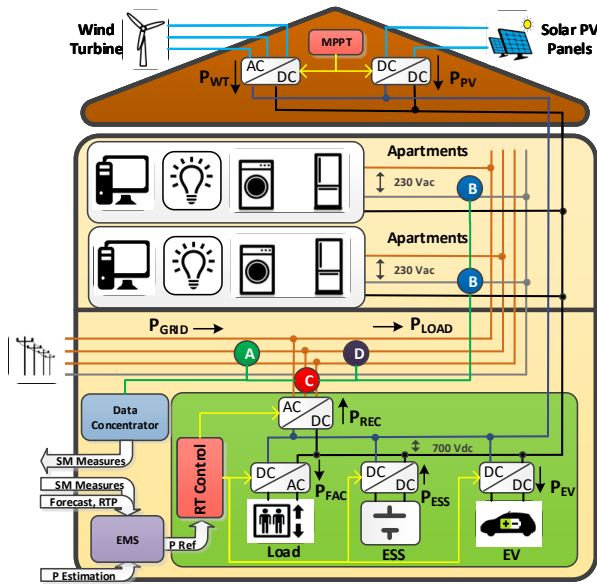 Wind
Turbine
MPPT
Solar PV
Panels
AC
DC
DC
DC
PWT
PPV
Apartments
230 Vac
B
Apartments
230 Vac
B
PGRID
PLOAD
A
D
C
AC
DC
PREC
Data
Concentrator
700 Vdc
SM Measures
SM Measures
Forecast, RTP
EMS
P Ref
P Estimation
RT Control
DC
AC
PFAC
DC
DC
PESS
DC
DC
PEV
Load
ESS
EV